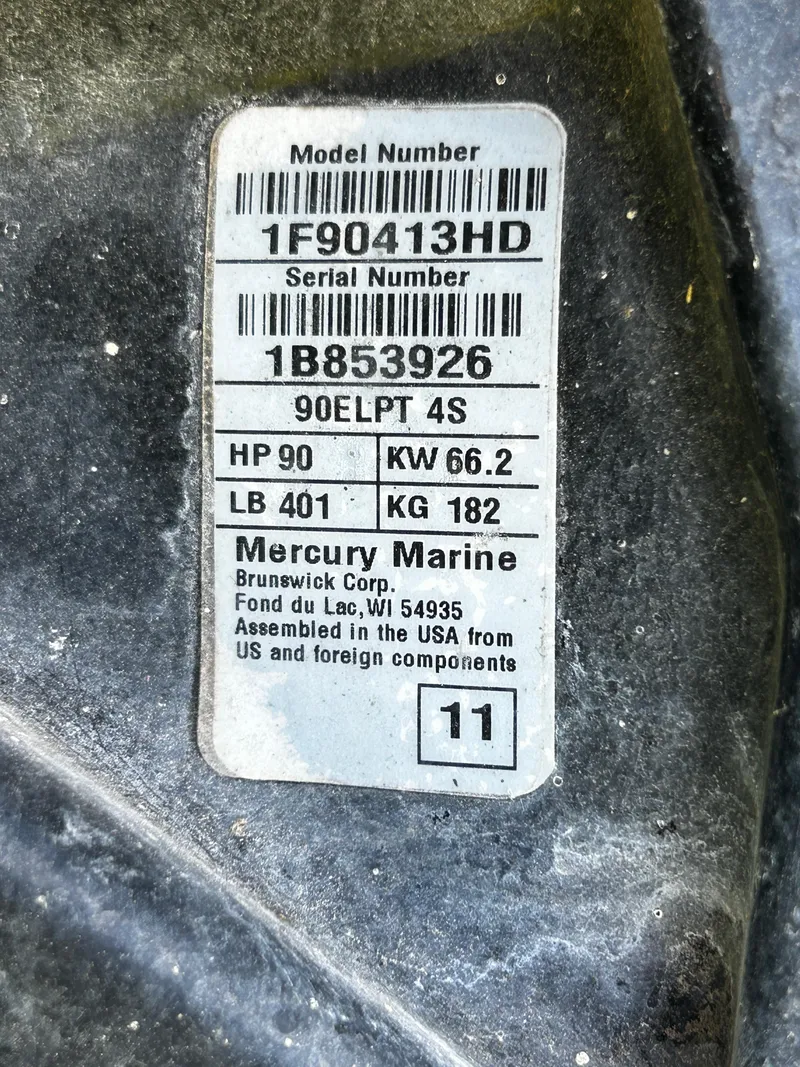 Model Number
1F90413HD
Serial Number
1B853926
90ELPT 4S
HP 90 KW 66.2
LB 401 KG 182
Mercury Marine
Brunswick Corp.
Fond du Lac,WI 54935
Assembled in the USA from
US and foreign components
11